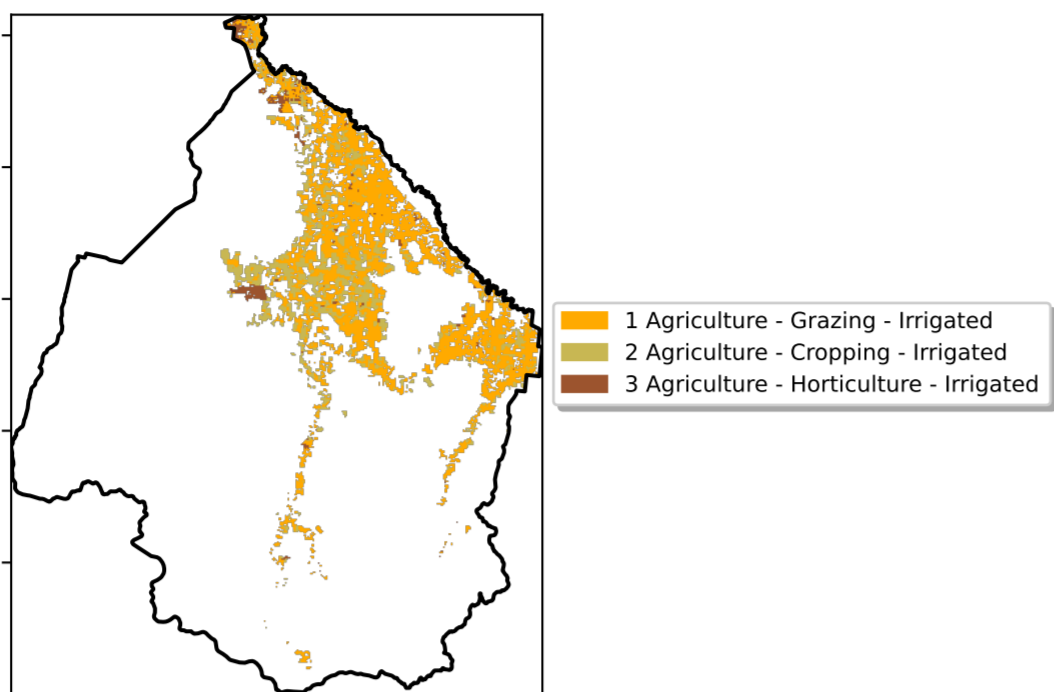 1 Agriculture - Grazing - Irrigated
2 Agriculture - Cropping - Irrigated
3 Agriculture - Horticulture - Irrigated